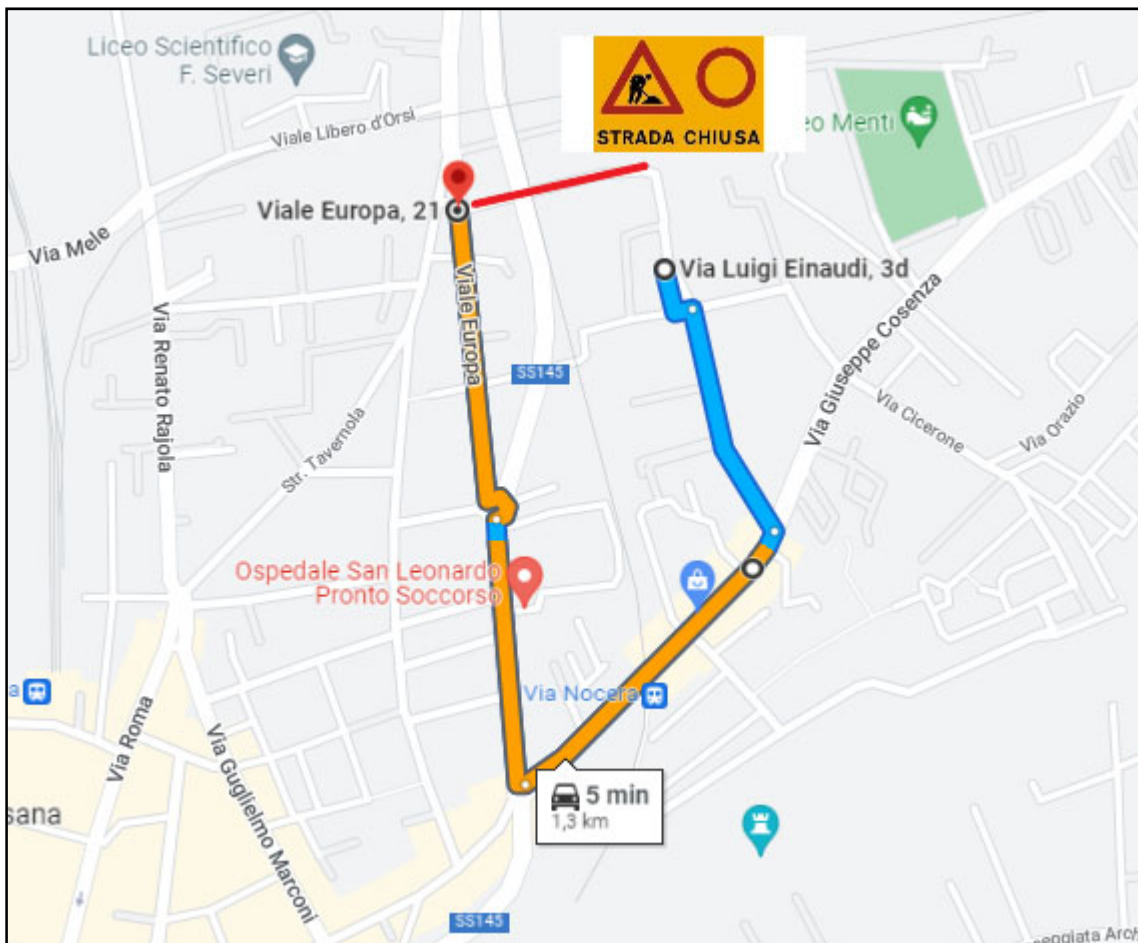 Liceo Scientifico
F. Severi
STRADA CHIUSA
eo Menti
Viale Libero d'Orsi
Viale Europa, 21
Via Mele
Via Luigi Einaudi, 3d
Viale Europa
Via Renato Rajola
Via Giuseppe Cosenza
SS145
Via Cicerone
Via Orazio
Str. Tavernola
Ospedale San Leonardo
Pronto Soccorso
a
Via Nocera
Via Roma
Via Guglielmo Marconi
5 min
1,3 km
sana
SS145